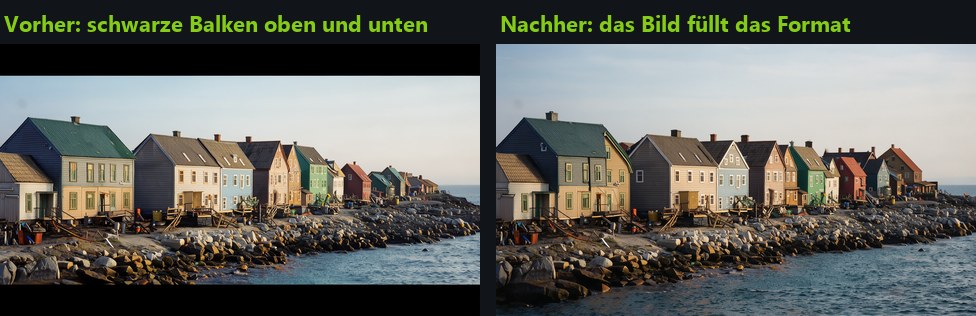 Vorher: schwarze Balken oben und unten
Nachher: das Bild füllt das Format